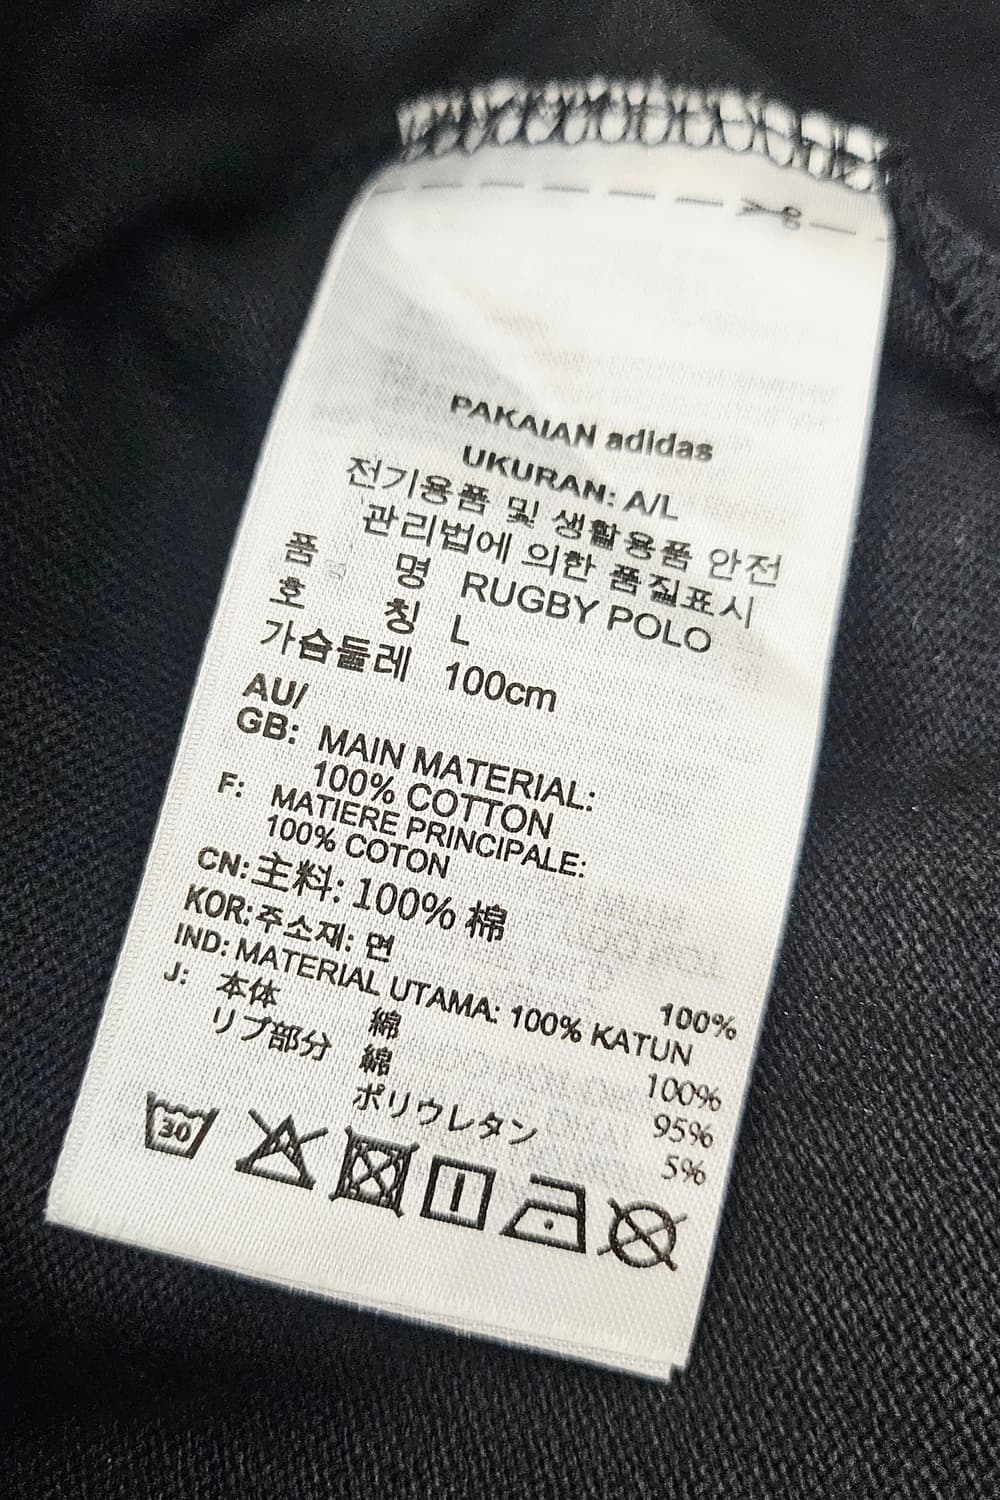 PAKAIAN adidas
UKURAN: A/L
전기용품 및 생활용품 안전
관리법에 의한 품질표시
품 명 RUGBY POLO
호 칭 L
가슴둘레 100cm
AU/
GB: MAIN MATERIAL:
100% COTTON
F: MATIERE PRINCIPALE:
100% COTON
CN: 主料: 100% 棉
KOR: 주소재: 면 100%
IND: MATERIAL UTAMA: 100% KATUN
J: 本体 綿 100%
リブ部分 綿 95%
ポリウレタン 5%
30